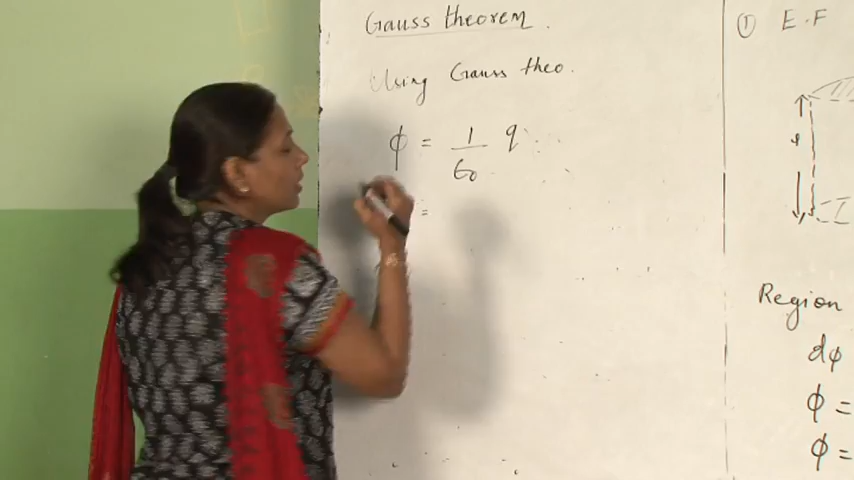 Gauss theorem.
Using Gauss theo.
ϕ = 1/ε₀ q
=
① E.F
Region
dϕ
ϕ =
ϕ =